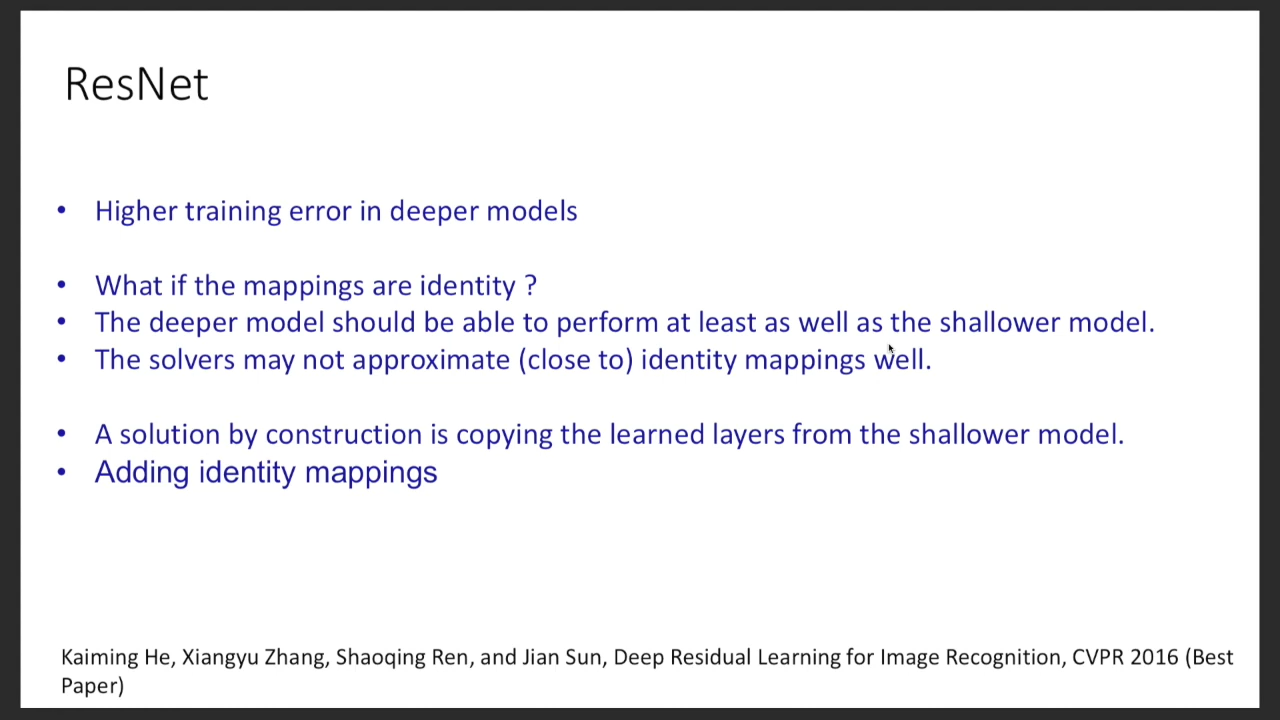 ResNet
• Higher training error in deeper models
• What if the mappings are identity ?
• The deeper model should be able to perform at least as well as the shallower model.
• The solvers may not approximate (close to) identity mappings well.
• A solution by construction is copying the learned layers from the shallower model.
• Adding identity mappings
Kaiming He, Xiangyu Zhang, Shaoqing Ren, and Jian Sun, Deep Residual Learning for Image Recognition, CVPR 2016 (Best
Paper)